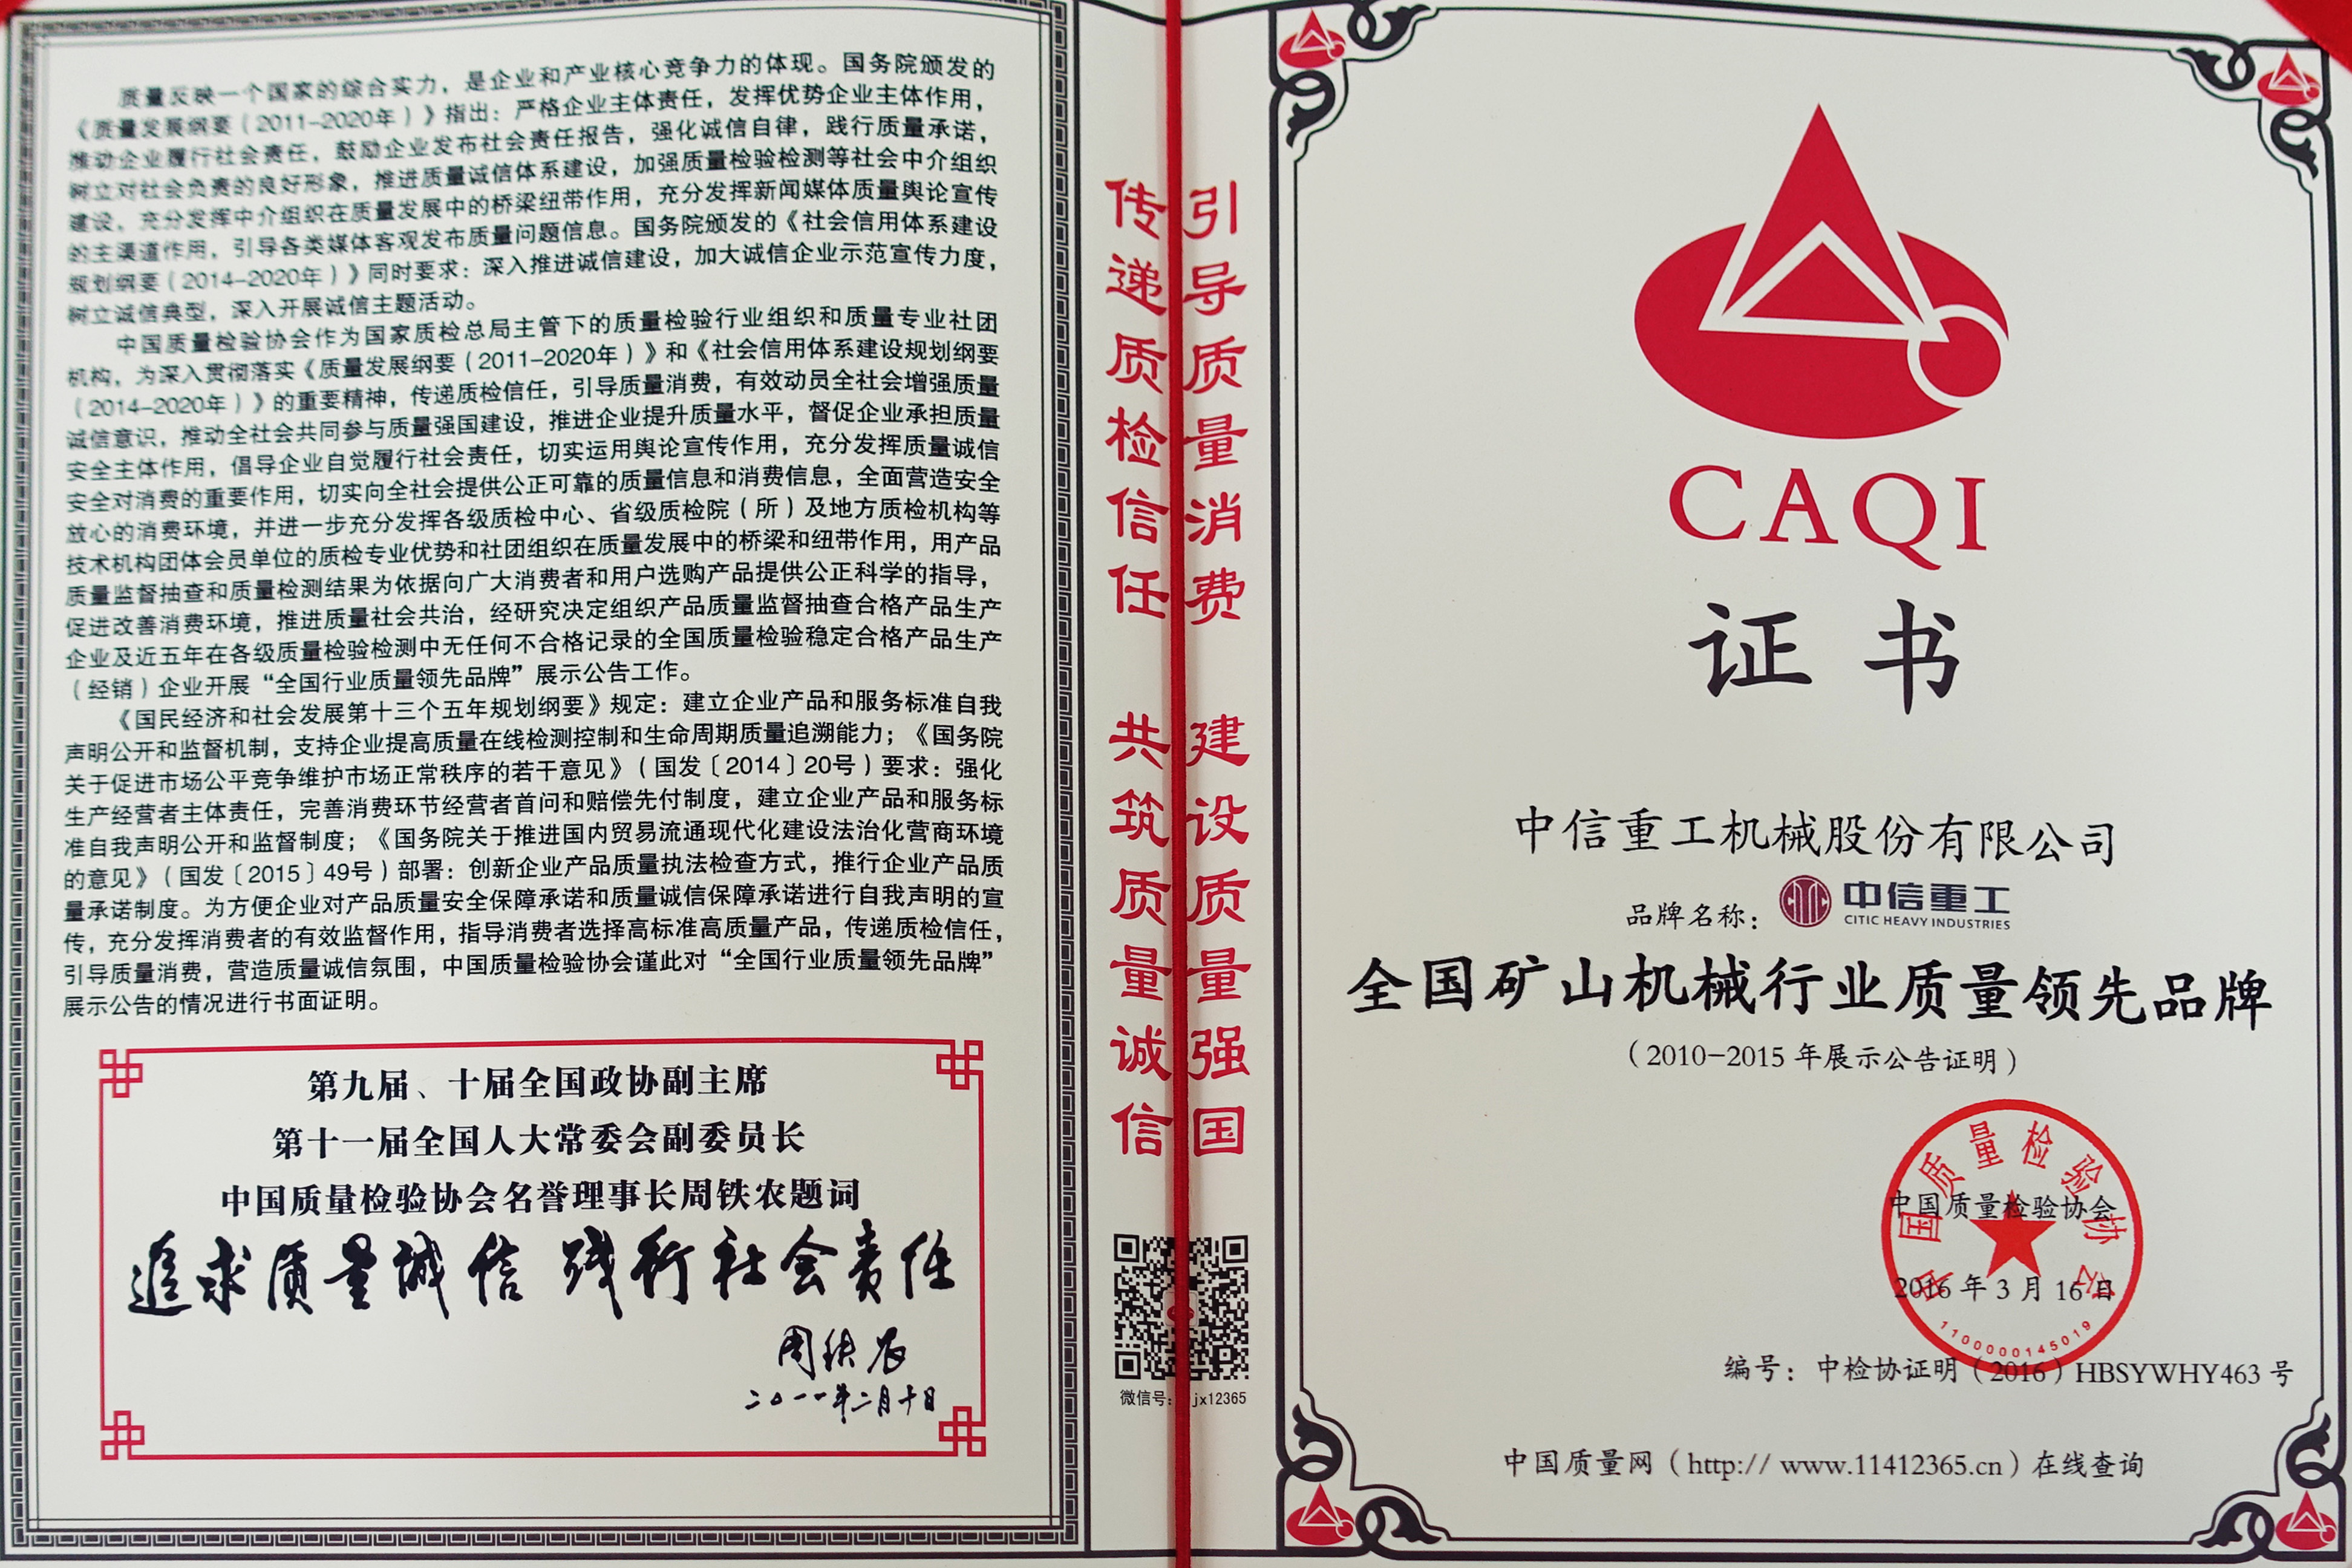 质量反映一个国家的综合实力，是企业和产业核心竞争力的体现。国务院颁发的
《质量发展纲要（2011-2020年）》指出：严格企业主体责任，发挥优势企业主体作用，
推动企业履行社会责任，鼓励企业发布社会责任报告，强化诚信自律，践行质量承诺，
树立对社会负责的良好形象，推进质量诚信体系建设，加强质量检验检测等社会中介组织
建设，充分发挥中介组织在质量发展中的桥梁纽带作用，充分发挥新闻媒体质量舆论宣传
的主渠道作用，引导各类媒体客观发布质量问题信息。国务院颁发的《社会信用体系建设
规划纲要（2014-2020年）》同时要求：深入推进诚信建设，加大诚信企业示范宣传力度，
树立诚信典型，深入开展诚信主题活动。
中国质量检验协会作为国家质检总局主管下的质量检验行业组织和质量专业社团
机构，为深入贯彻落实《质量发展纲要（2011-2020年）》和《社会信用体系建设规划纲要
（2014-2020年）》的重要精神，传递质检信任，引导质量消费，有效动员全社会增强质量
诚信意识，推动全社会共同参与质量强国建设，推进企业提升质量水平，督促企业承担质量
安全主体作用，倡导企业自觉履行社会责任，切实运用舆论宣传作用，充分发挥质量诚信
安全对消费的重要作用，切实向全社会提供公正可靠的质量信息和消费信息，全面营造安全
放心的消费环境，并进一步充分发挥各级质检中心、省级质检院（所）及地方质检机构等
技术机构团体会员单位的质检专业优势和社团组织在质量发展中的桥梁和纽带作用，用产品
质量监督抽查和质量检测结果为依据向广大消费者和用户选购产品提供公正科学的指导，
促进改善消费环境，推进质量社会共治，经研究决定组织产品质量监督抽查合格产品生产
企业及近五年在各级质量检验检测中无任何不合格记录的全国质量检验稳定合格产品生产
（经销）企业开展“全国行业质量领先品牌”展示公告工作。
《国民经济和社会发展第十三个五年规划纲要》规定：建立企业产品和服务标准自我
声明公开和监督机制，支持企业提高质量在线检测控制和生命周期质量追溯能力；《国务院
关于促进市场公平竞争维护市场正常秩序的若干意见》（国发〔2014〕20号）要求：强化
生产经营者主体责任，完善消费环节经营者首问和赔偿先付制度，建立企业产品和服务标
准自我声明公开和监督制度；《国务院关于推进国内贸易流通现代化建设法治化营商环境
的意见》（国发〔2015〕49号）部署：创新企业产品质量执法检查方式，推行企业产品质
量承诺制度。为方便企业对产品质量安全保障承诺和质量诚信保障承诺进行自我声明的宣
传，充分发挥消费者的有效监督作用，指导消费者选择高标准高质量产品，传递质检信任，
引导质量消费，营造质量诚信氛围，中国质量检验协会谨此对“全国行业质量领先品牌”
展示公告的情况进行书面证明。
第九届、十届全国政协副主席
第十一届全国人大常委会副委员长
中国质量检验协会名誉理事长周铁农题词
追求质量诚信 践行社会责任
周铁农
二〇一一年二月十日
传递质检信任 共筑质量诚信
引导质量消费 建设质量强国
微信号： jx12365
CAQI
证书
中信重工机械股份有限公司
品牌名称： CITIC 中信重工
CITIC HEAVY INDUSTRIES
全国矿山机械行业质量领先品牌
（2010-2015 年展示公告证明）
中国质量检验协会
中国质量检验协会
2016 年 3 月 16 日
1100000145019
编号：中检协证明（2016）HBSYWHY463 号
中国质量网（http:// www.11412365.cn）在线查询